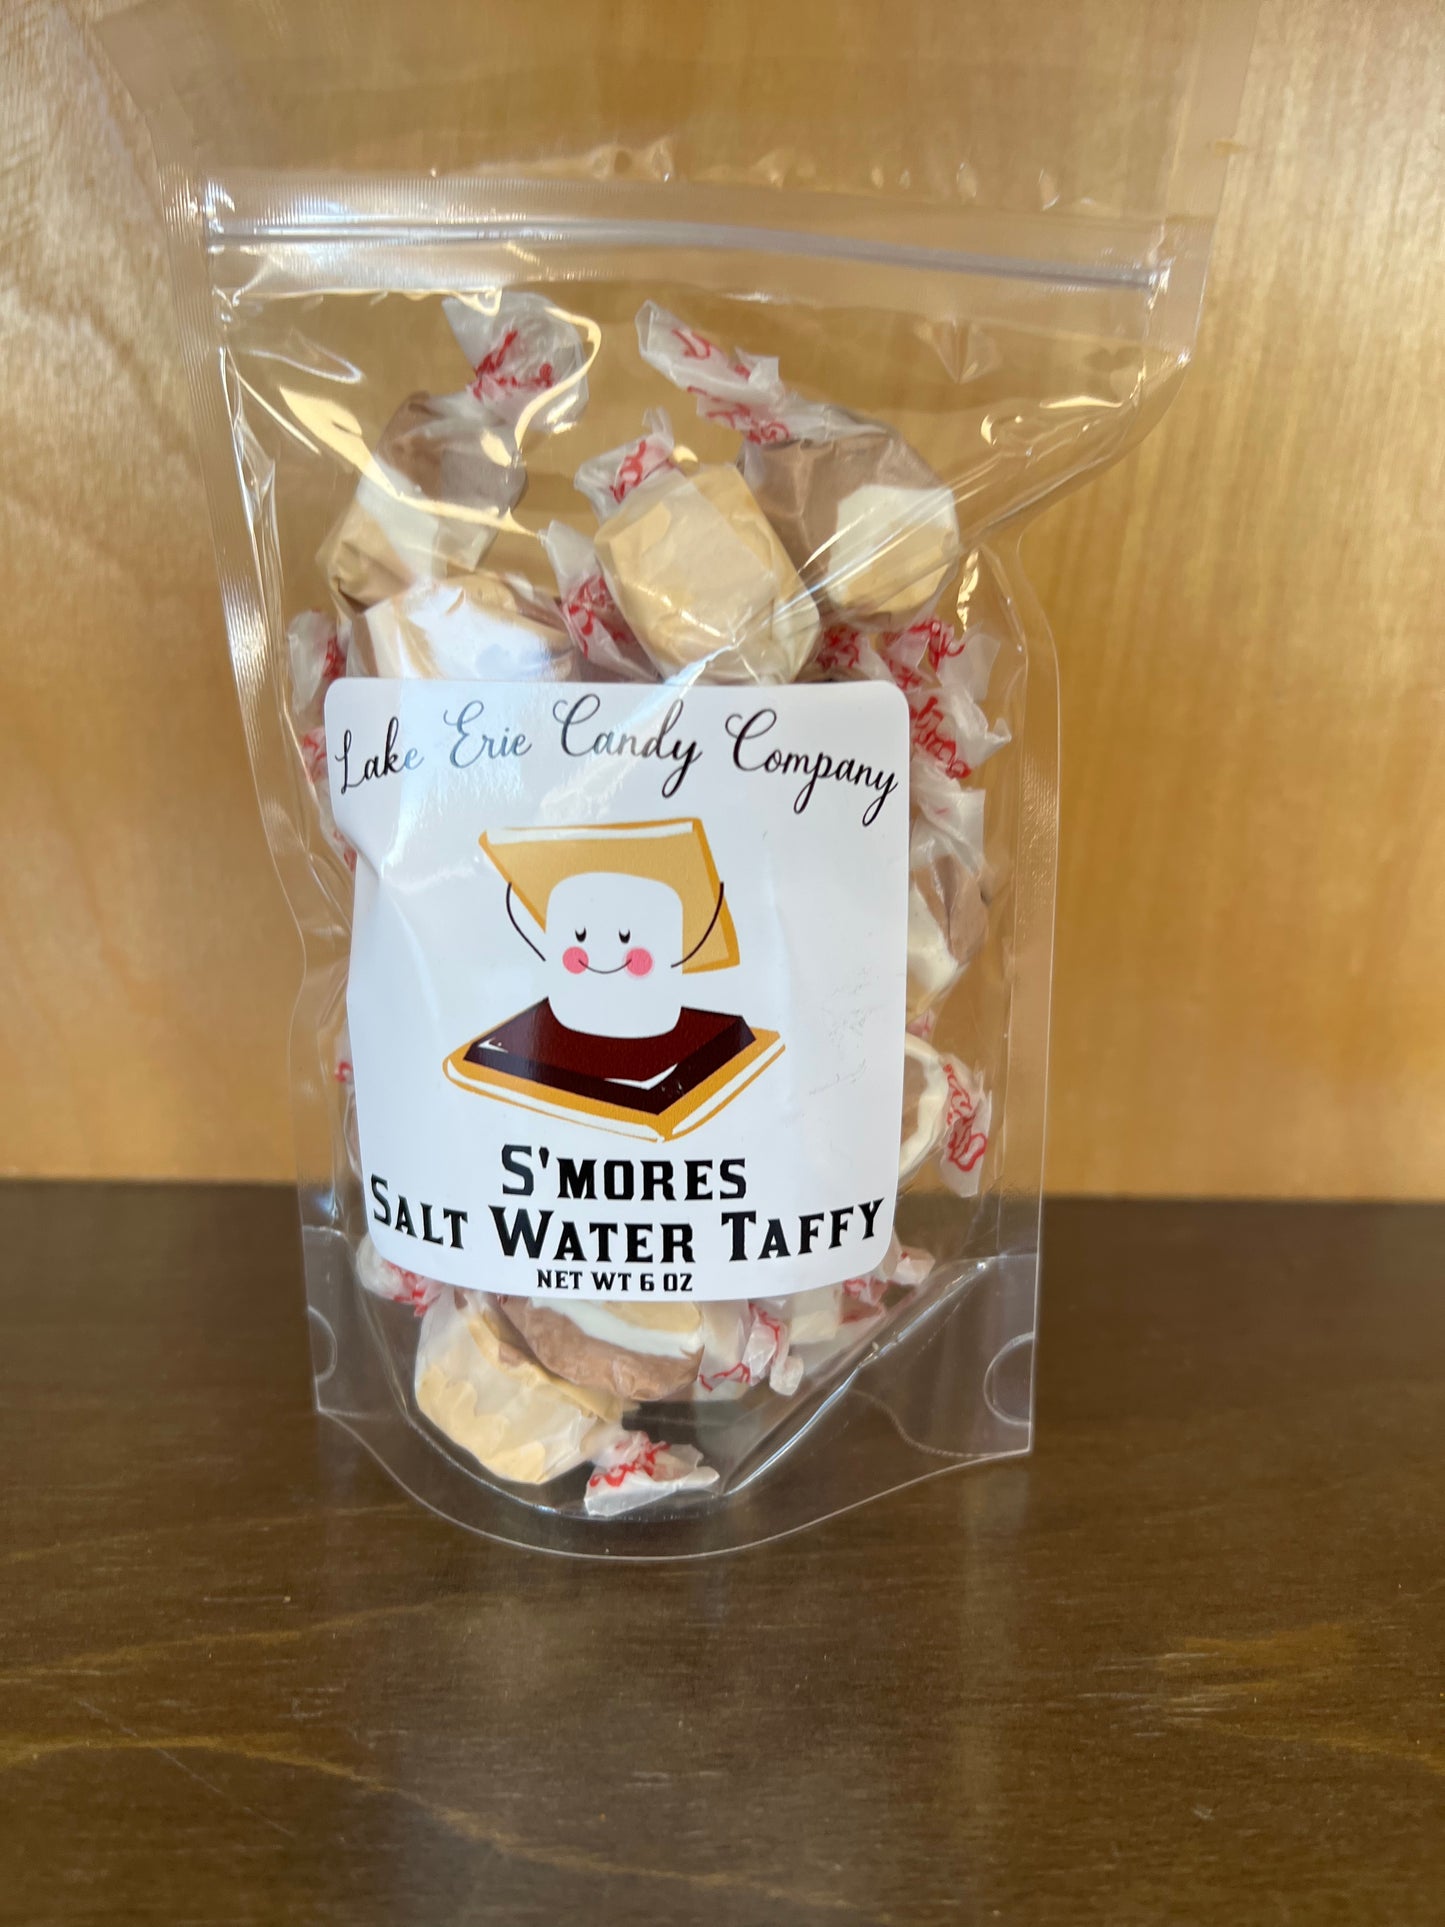 Lake Erie Candy Company
S'MORES
SALT WATER TAFFY
NET WT 6 OZ